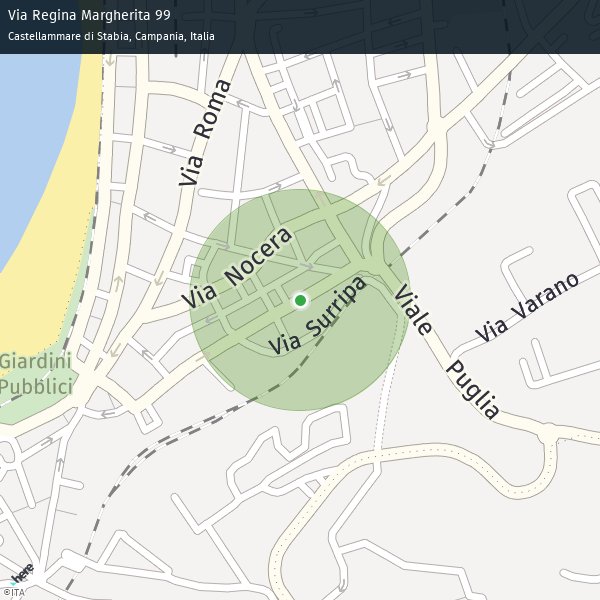 Via Regina Margherita 99
Castellammare di Stabia, Campania, Italia
Via Roma
Via Nocera
Via Surripa
Viale Puglia
Via Varano
Giardini
Pubblici
here
©ITA